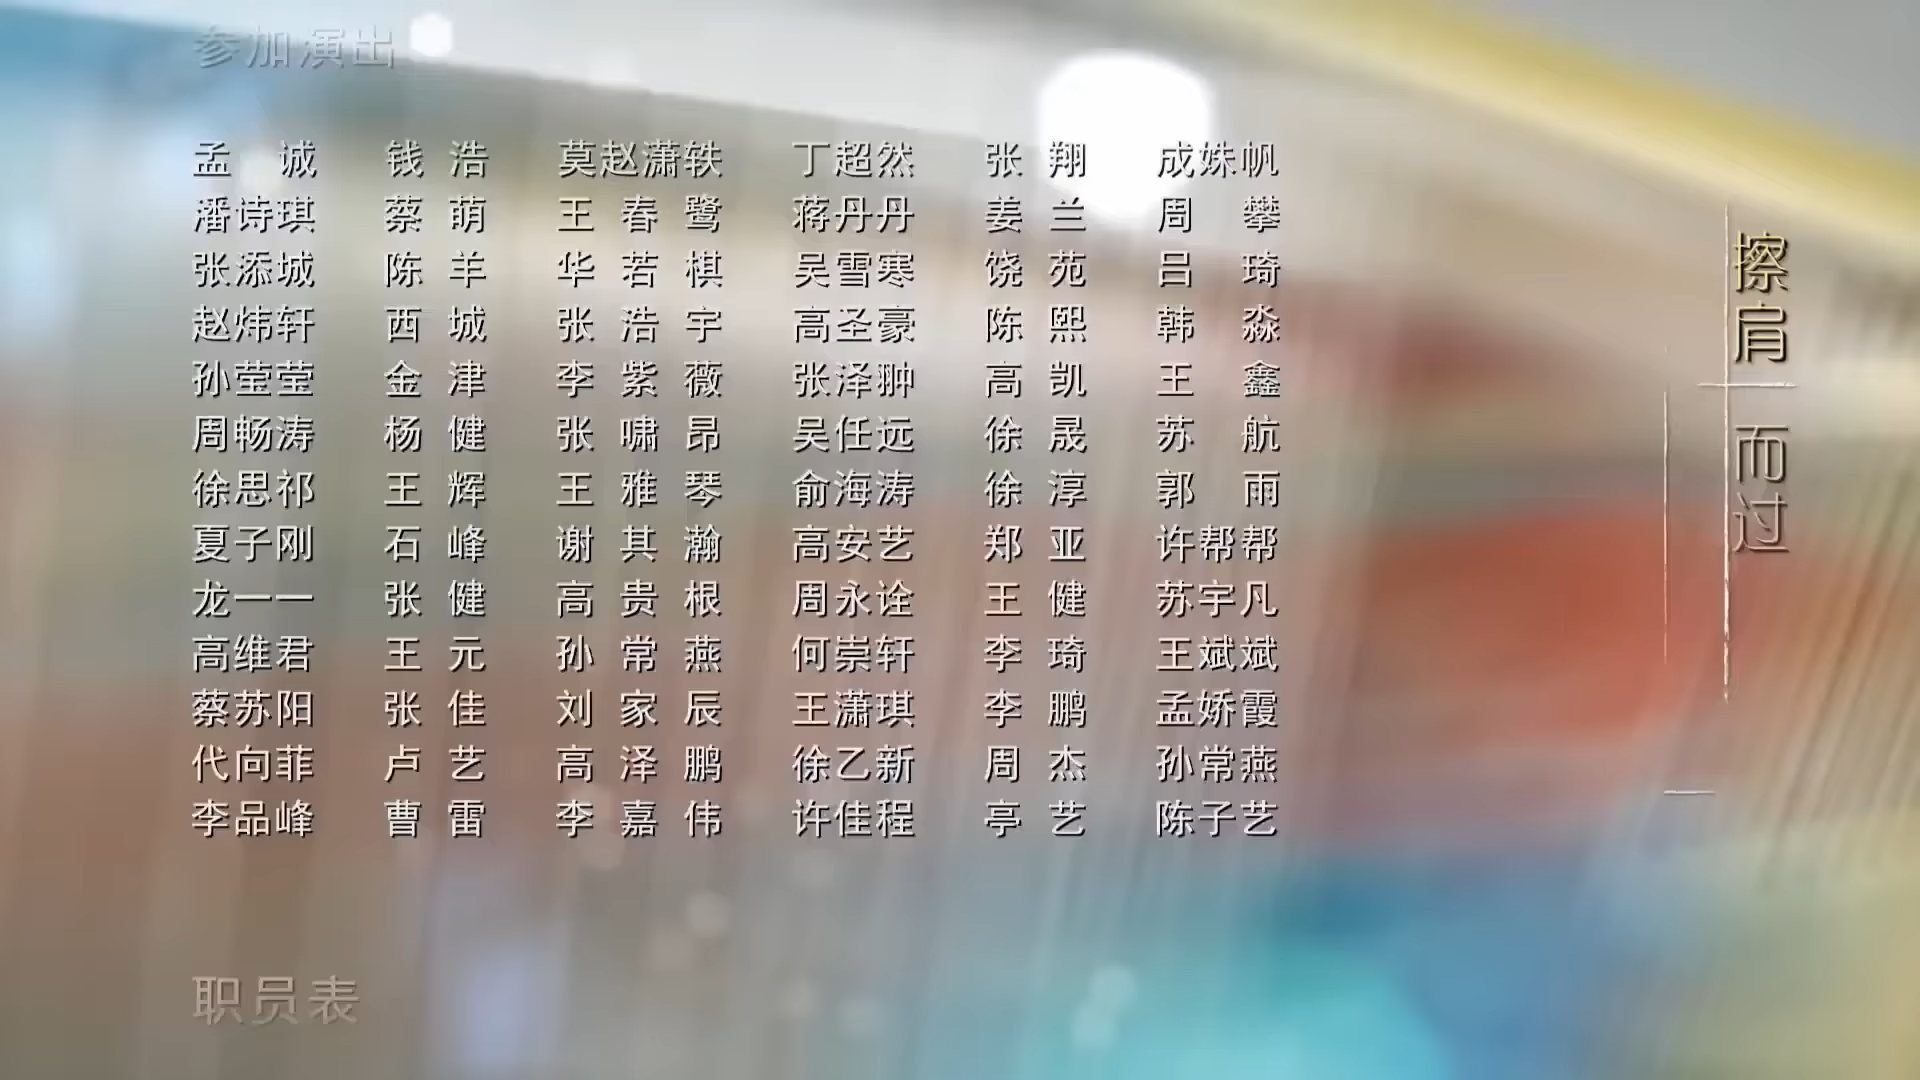 参加演出
孟诚 钱浩 莫赵潇轶 丁超然 张翔 成姝帆
潘诗琪 蔡萌 王春鹭 蒋丹丹 姜兰 周攀
张添城 陈羊 华若棋 吴雪寒 饶苑 吕琦
赵炜轩 西城 张浩宇 高圣豪 陈熙 韩淼
孙莹莹 金津 李紫薇 张泽翀 高凯 王鑫
周畅涛 杨健 张啸昂 吴任远 徐晟 苏航
徐思祁 王辉 王雅琴 俞海涛 徐淳 郭雨
夏子刚 石峰 谢其瀚 高安艺 郑亚 许帮帮
龙一一 张健 高贵根 周永诠 王健 苏宇凡
高维君 王元 孙常燕 何崇轩 李琦 王斌斌
蔡苏阳 张佳 刘家辰 王潇琪 李鹏 孟娇霞
代向菲 卢艺 高泽鹏 徐乙新 周杰 孙常燕
李品峰 曹雷 李嘉伟 许佳程 亭艺 陈子艺
职员表
擦肩而过